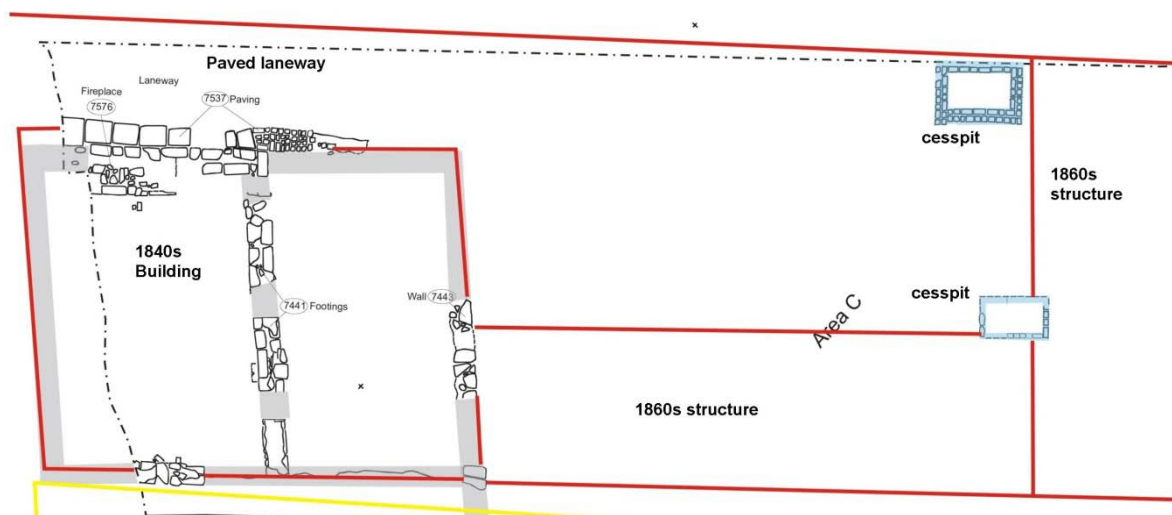 Paved laneway
Laneway
Fireplace
7576
7537 Paving
cesspit
1860s
structure
1840s
Building
7441 Footings
Wall 7443
cesspit
Area C
1860s structure